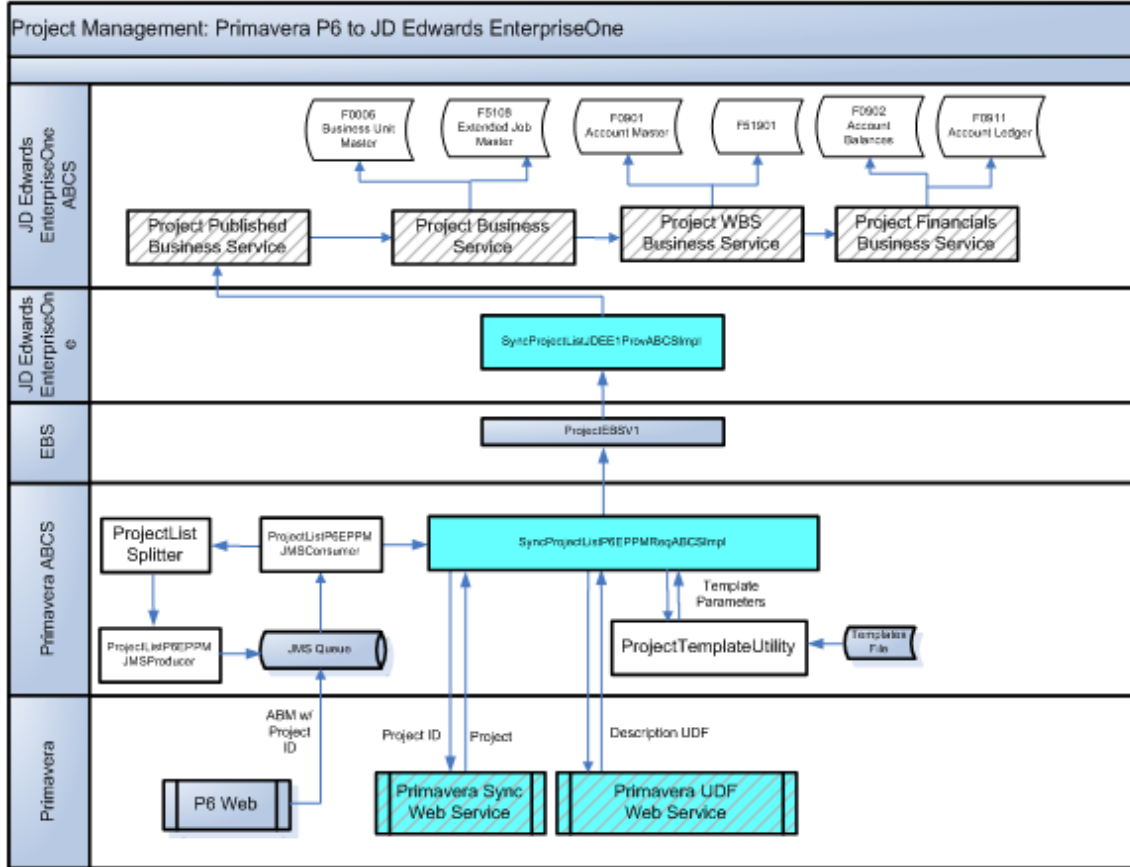 Project Management: Primavera P6 to JD Edwards EnterpriseOne
JD Edwards
EnterpriseOne
ABCS
F0006
Business Unit
Master
F5108
Extended Job
Master
F0901
Account Master
F51901
F0902
Account
Balances
F0911
Account Ledger
Project Published
Business Service
Project Business
Service
Project WBS
Business Service
Project Financials
Business Service
JD Edwards
EnterpriseOn
e
SyncProjectListJDEE1ProvABCSImpl
EBS
ProjectEBSV1
Primavera ABCS
ProjectList
Splitter
ProjectListP6EPPM
JMSConsumer
SyncProjectListP6EPPMReqABCSImpl
Template
Parameters
ProjectListP6EPPM
JMSProducer
JMS Queue
ProjectTemplateUtility
Templates
File
Primavera
ABM w/
Project
ID
Project ID
Project
Description UDF
P6 Web
Primavera Sync
Web Service
Primavera UDF
Web Service